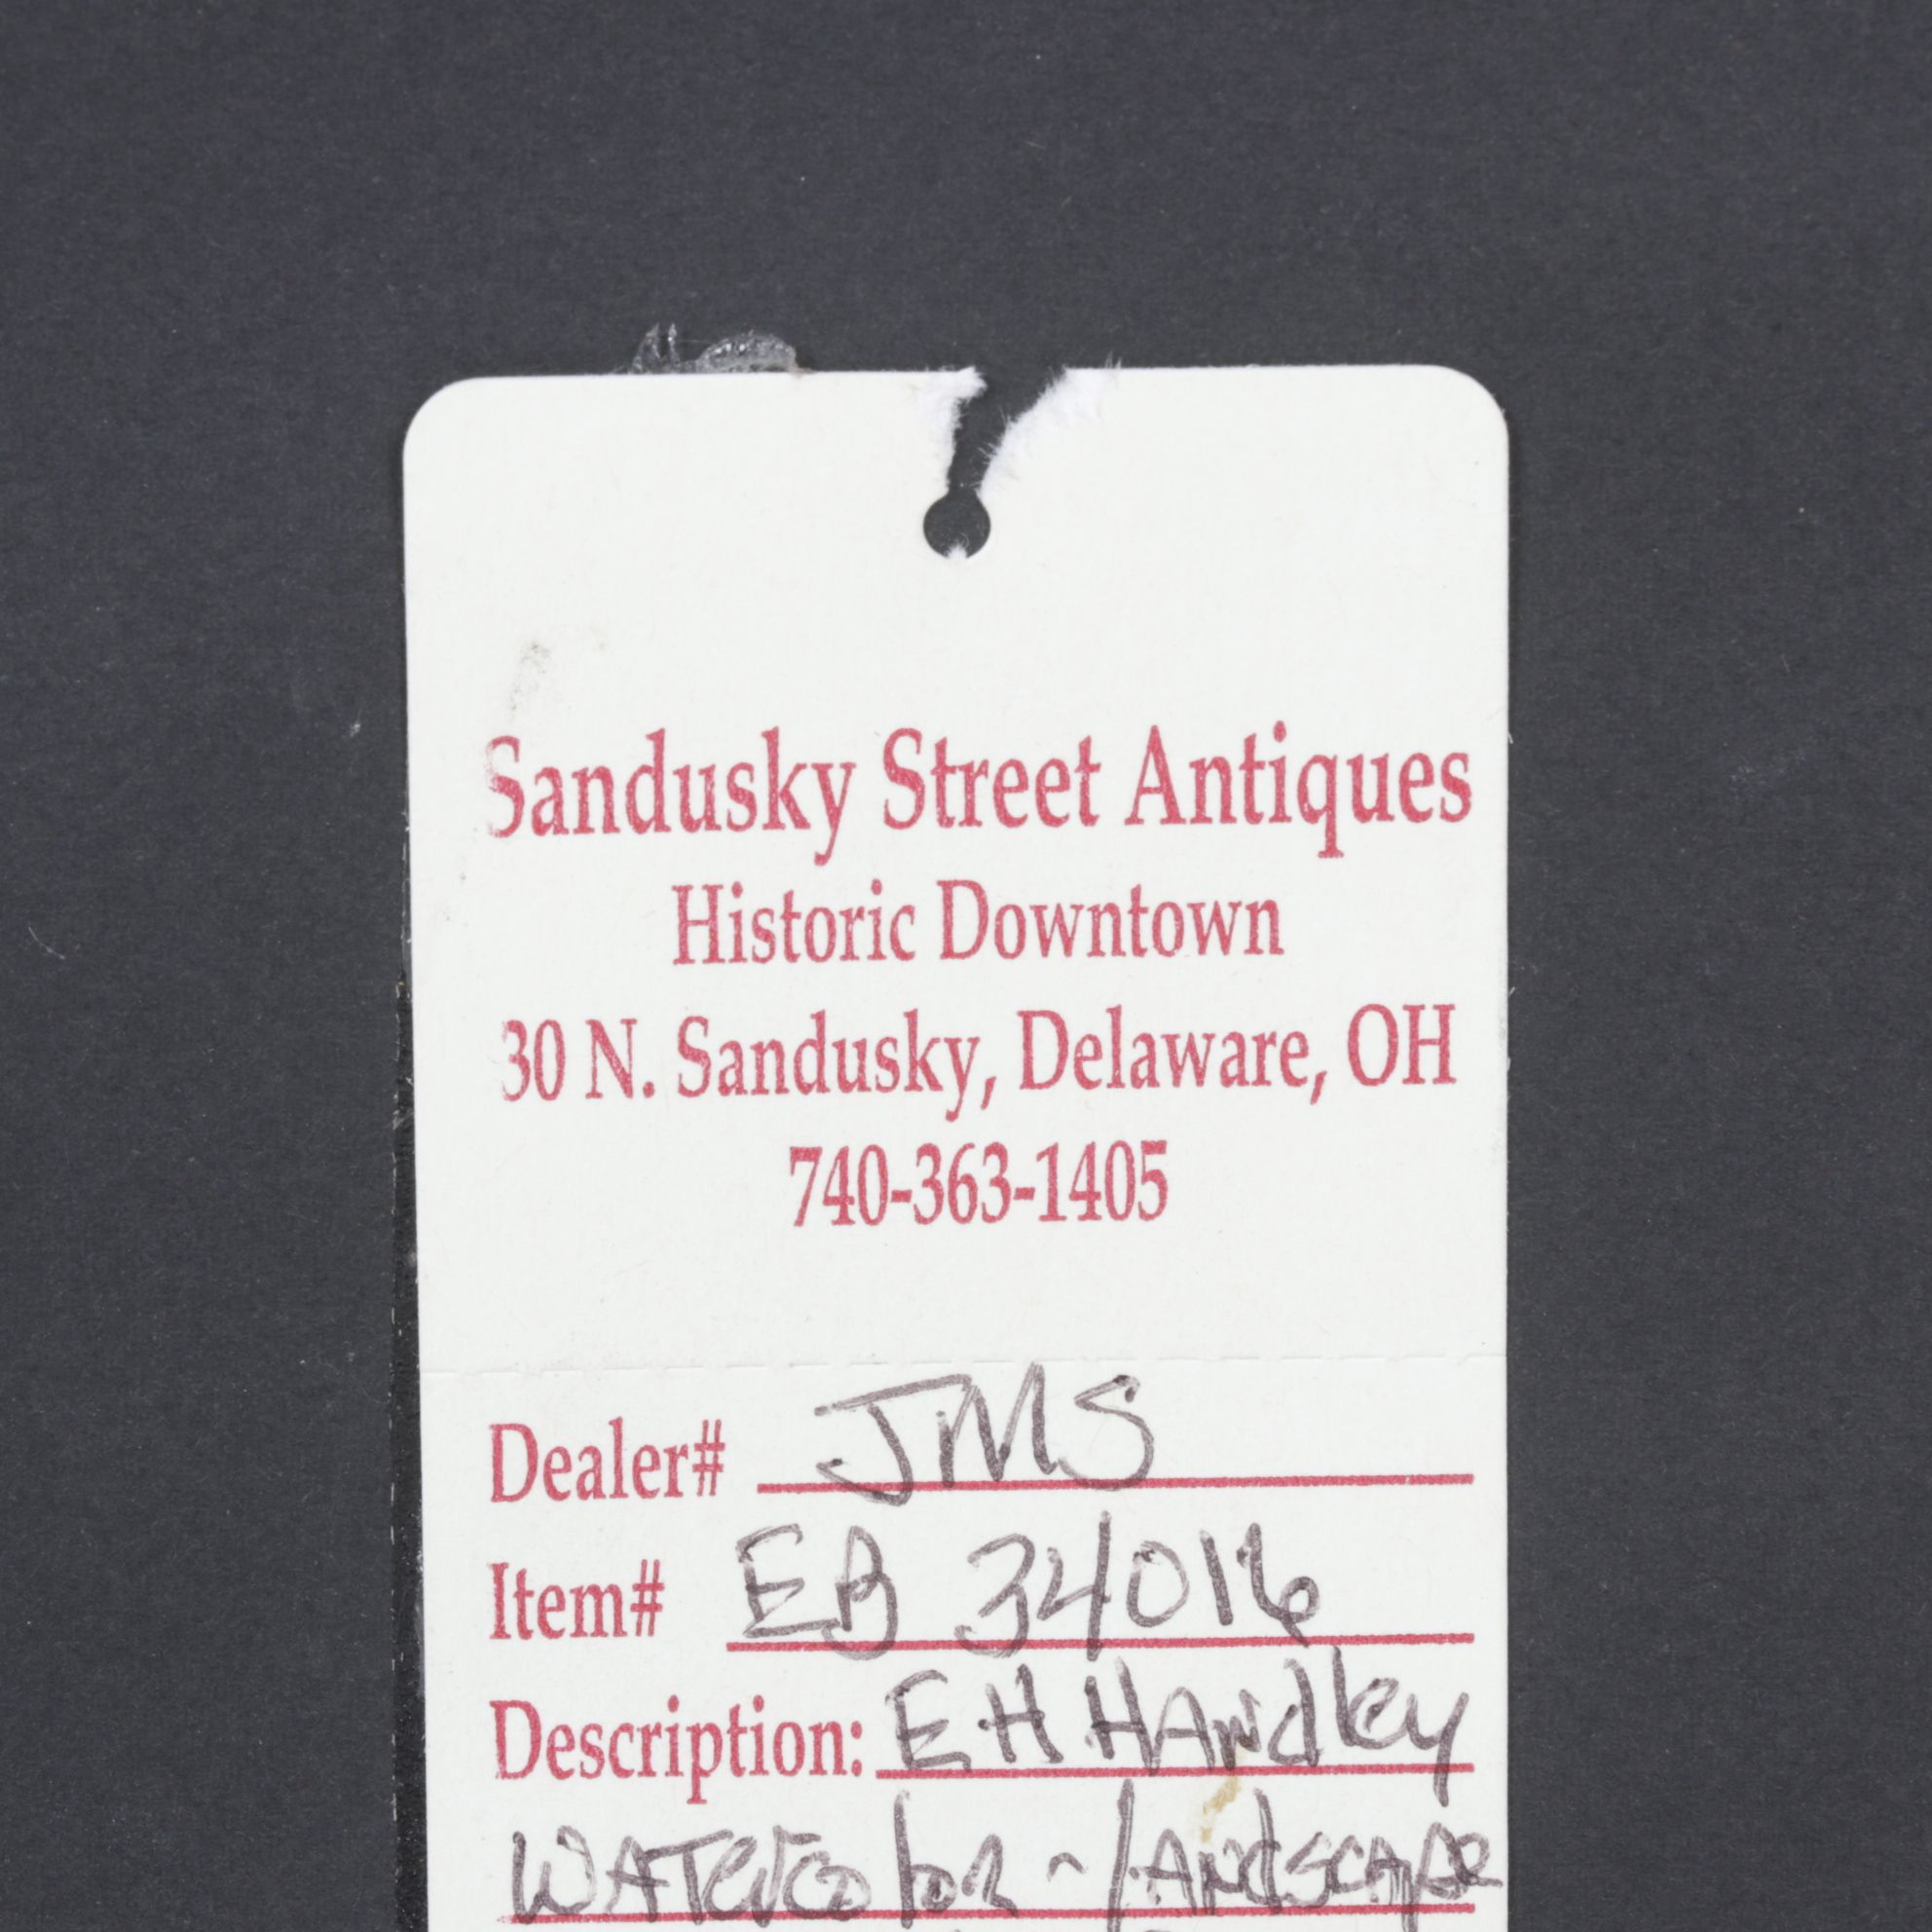 Sandusky Street Antiques
Historic Downtown
30 N. Sandusky, Delaware, OH
740-363-1405
Dealer# JMS
Item# EB 34016
Description: E.H HANdley
WATercolor ~ lANdscApe